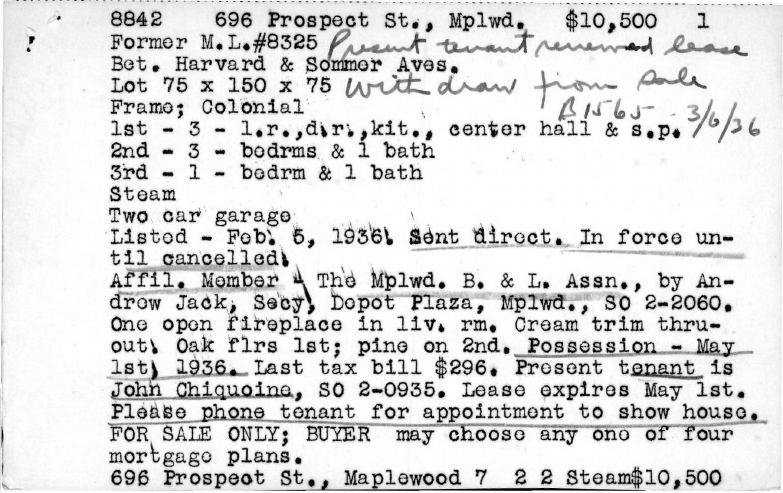 8842 696 Prospect St., Mplwd. $10,500 1
Former M.L.#8325 Present tenant renewed lease
Bet. Harvard & Sommer Aves.
Lot 75 x 150 x 75 Withdraw from sale
Frame; Colonial B1565 3/6/36
1st - 3 - l.r.,d.r.,kit., center hall & s.p.
2nd - 3 - bedrms & 1 bath
3rd - 1 - bedrm & 1 bath
Steam
Two car garage
Listed - Feb. 5, 1936. Sent direct. In force un-
til cancelled.
Affil. Member - The Mplwd. B. & L. Assn., by An-
drew Jack, Secy, Depot Plaza, Mplwd., SO 2-2060.
One open fireplace in liv. rm. Cream trim thru-
out. Oak flrs 1st; pine on 2nd. Possession - May
1st, 1936. Last tax bill $296. Present tenant is
John Chiquoine, SO 2-0935. Lease expires May 1st.
Please phone tenant for appointment to show house.
FOR SALE ONLY; BUYER may choose any one of four
mortgage plans.
696 Prospect St., Maplewood 7 2 2 Steam$10,500